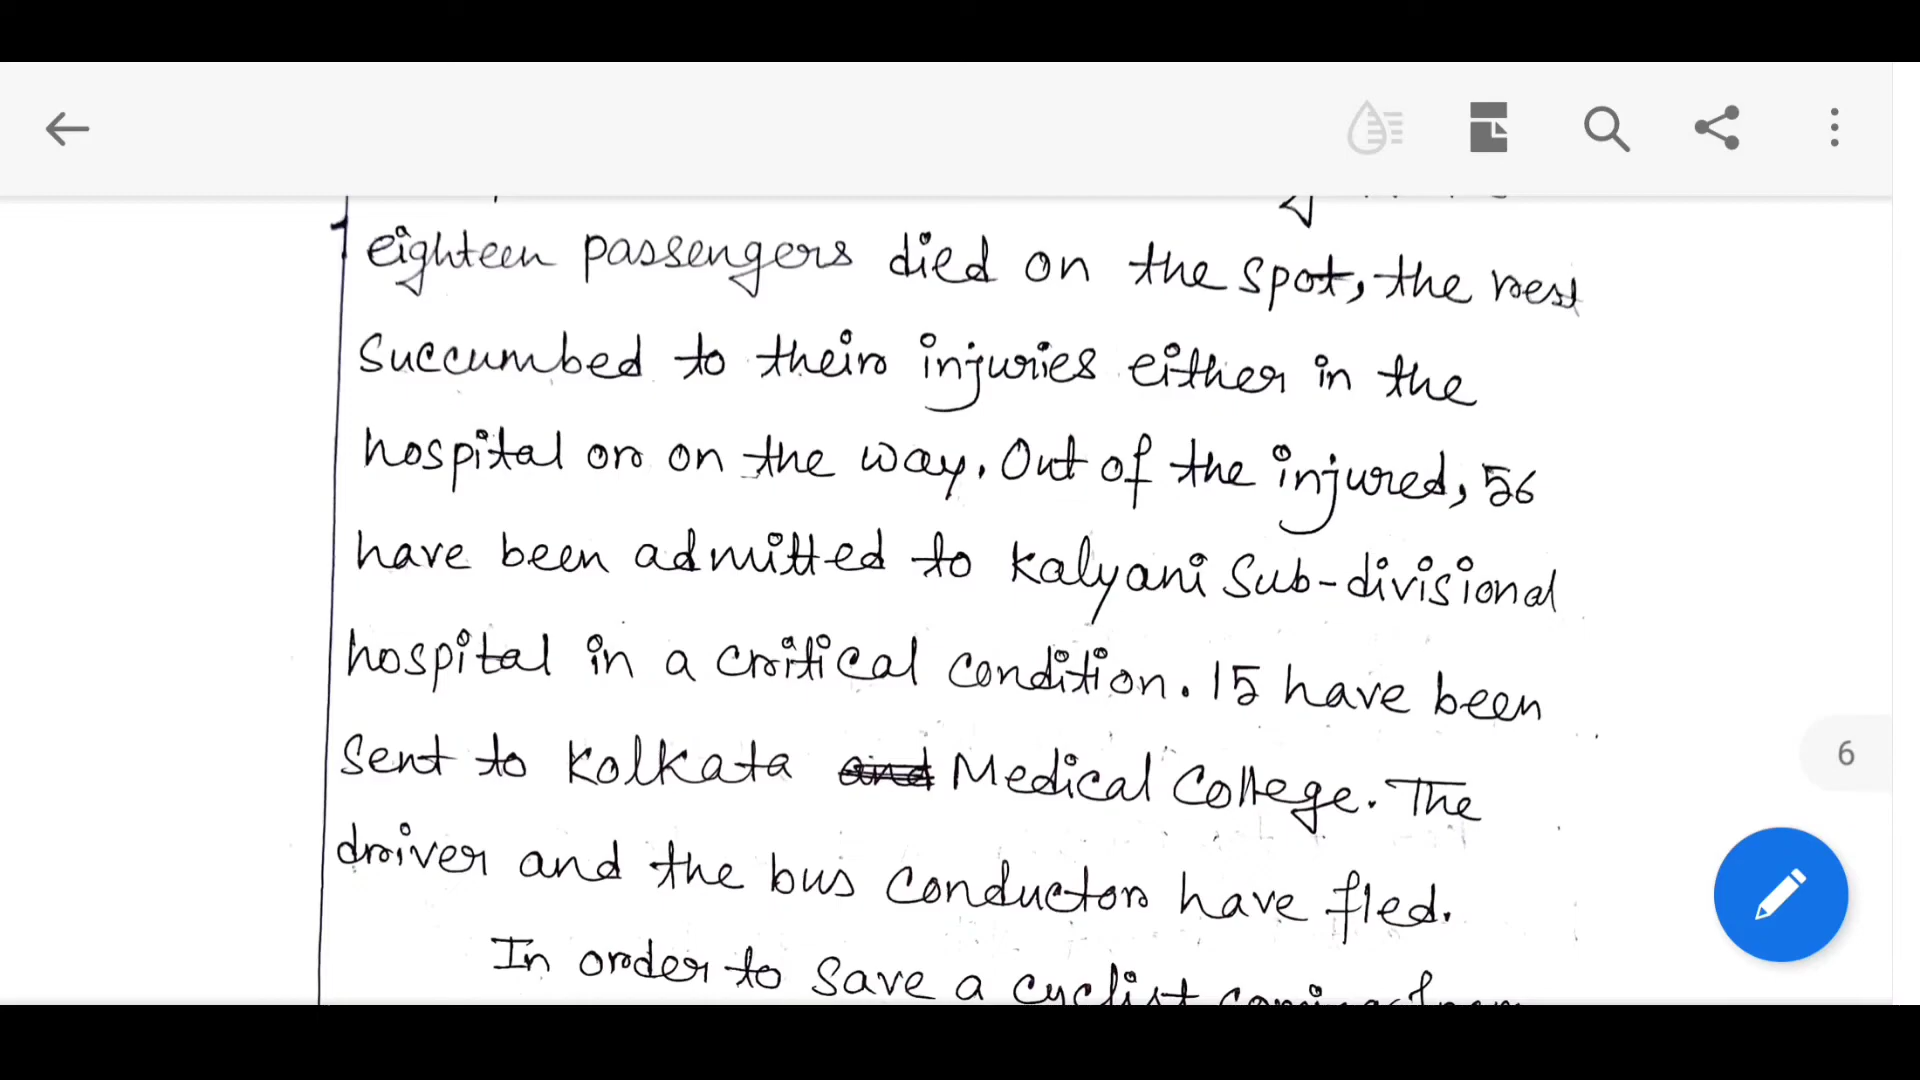 eighteen passengers died on the spot, the rest
succumbed to their injuries either in the
hospital or on the way. Out of the injured, 56
have been admitted to Kalyani Sub-divisional
hospital in a critical condition. 15 have been
sent to Kolkata and Medical College. The
driver and the bus conductor have fled.
In order to save a cyclist coming from
6